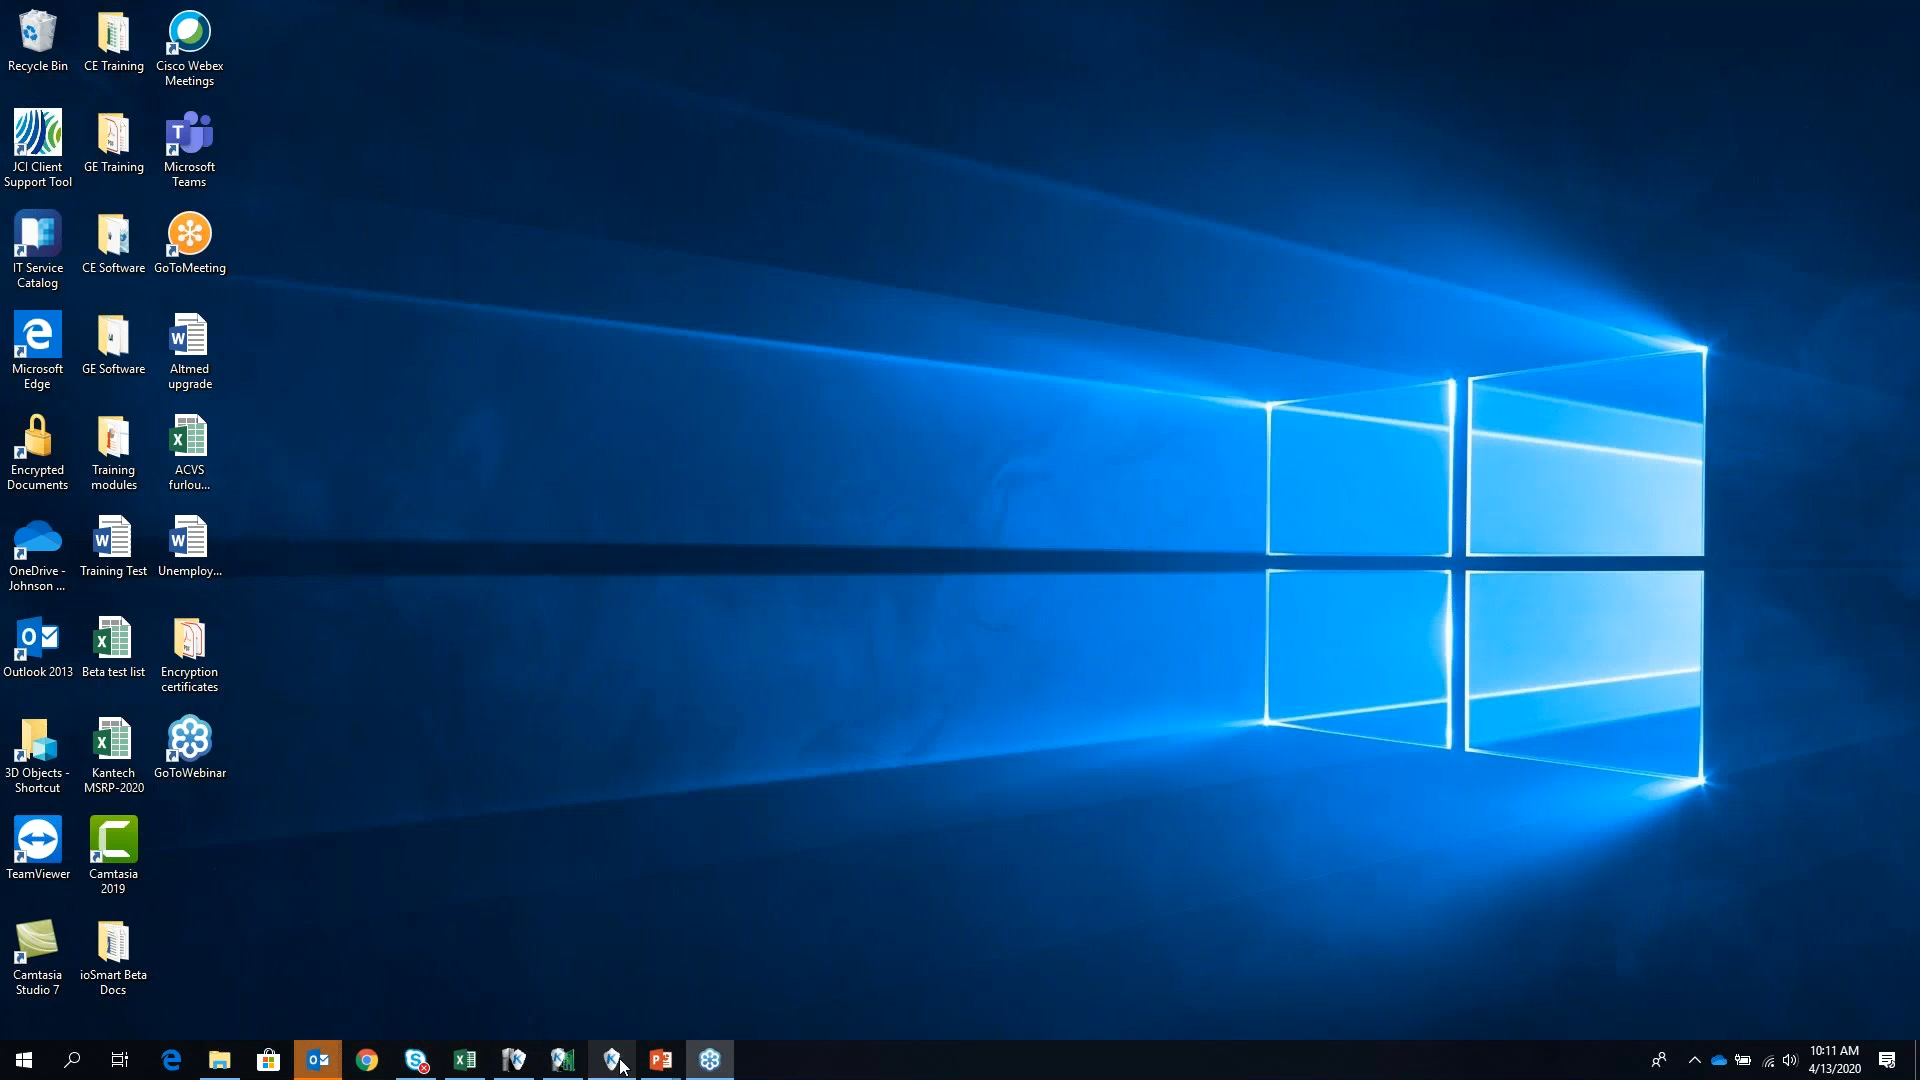 Recycle Bin
CE Training
Cisco Webex
Meetings
JCI Client
Support Tool
GE Training
Microsoft
Teams
IT Service
Catalog
CE Software
GoToMeeting
Microsoft
Edge
GE Software
Altmed
upgrade
Encrypted
Documents
Training
modules
ACVS
furlou...
OneDrive -
Johnson ...
Training Test
Unemploy...
Outlook 2013
Beta test list
Encryption
certificates
3D Objects -
Shortcut
Kantech
MSRP-2020
GoToWebinar
TeamViewer
Camtasia
2019
Camtasia
Studio 7
ioSmart Beta
Docs
10:11 AM
4/13/2020